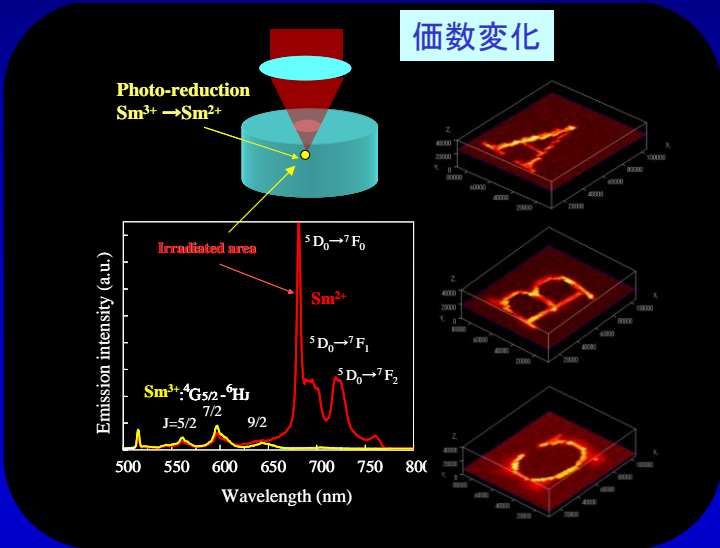 価数変化
Photo-reduction
Sm³⁺ →Sm²⁺
Irradiated area
⁵D₀→⁷F₀
Sm²⁺
⁵D₀→⁷F₁
⁵D₀→⁷F₂
Sm³⁺:⁴G5/2-⁶HJ
J=5/2 7/2 9/2
Emission intensity (a.u.)
500 550 600 650 700 750 800
Wavelength (nm)
A
B
C